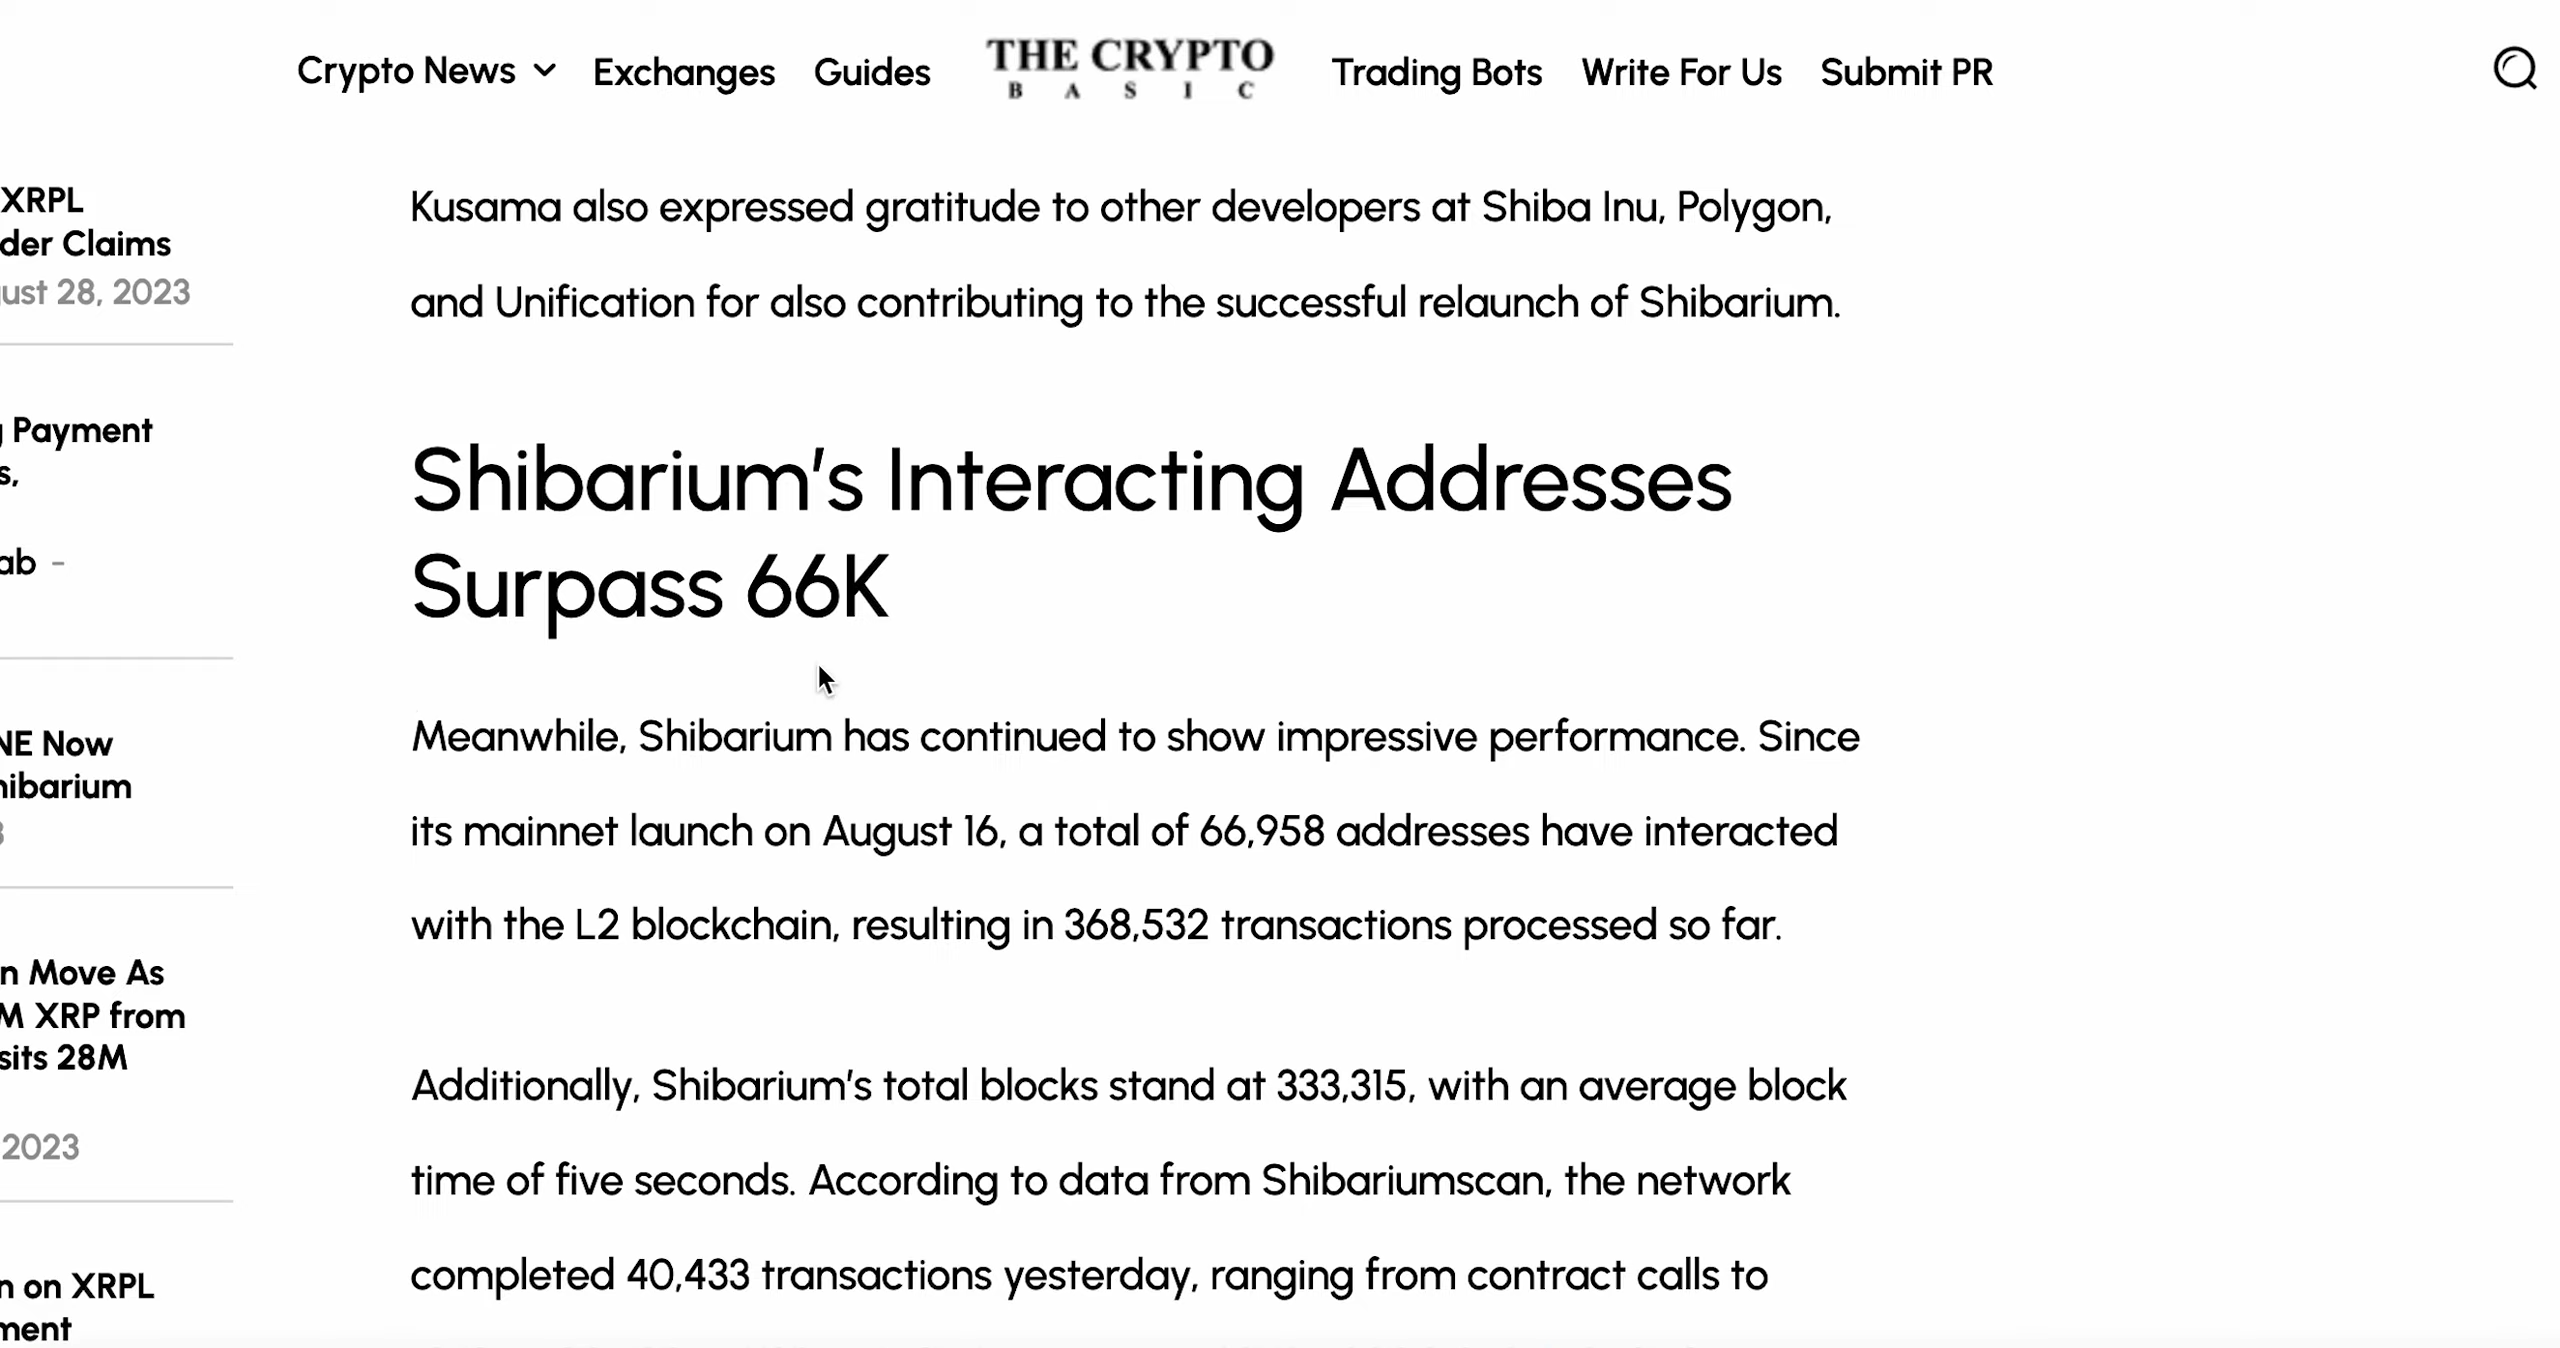 Crypto News Exchanges Guides THE CRYPTO Trading Bots Write For Us Submit PR
BASIC
XRPL
der Claims
ust 28, 2023
Payment
s,
ab -
NE Now
hibarium
n Move As
M XRP from
sits 28M
2023
n on XRPL
ment
Kusama also expressed gratitude to other developers at Shiba Inu, Polygon,
and Unification for also contributing to the successful relaunch of Shibarium.
Shibarium's Interacting Addresses
Surpass 66K
Meanwhile, Shibarium has continued to show impressive performance. Since
its mainnet launch on August 16, a total of 66,958 addresses have interacted
with the L2 blockchain, resulting in 368,532 transactions processed so far.
Additionally, Shibarium's total blocks stand at 333,315, with an average block
time of five seconds. According to data from Shibariumscan, the network
completed 40,433 transactions yesterday, ranging from contract calls to